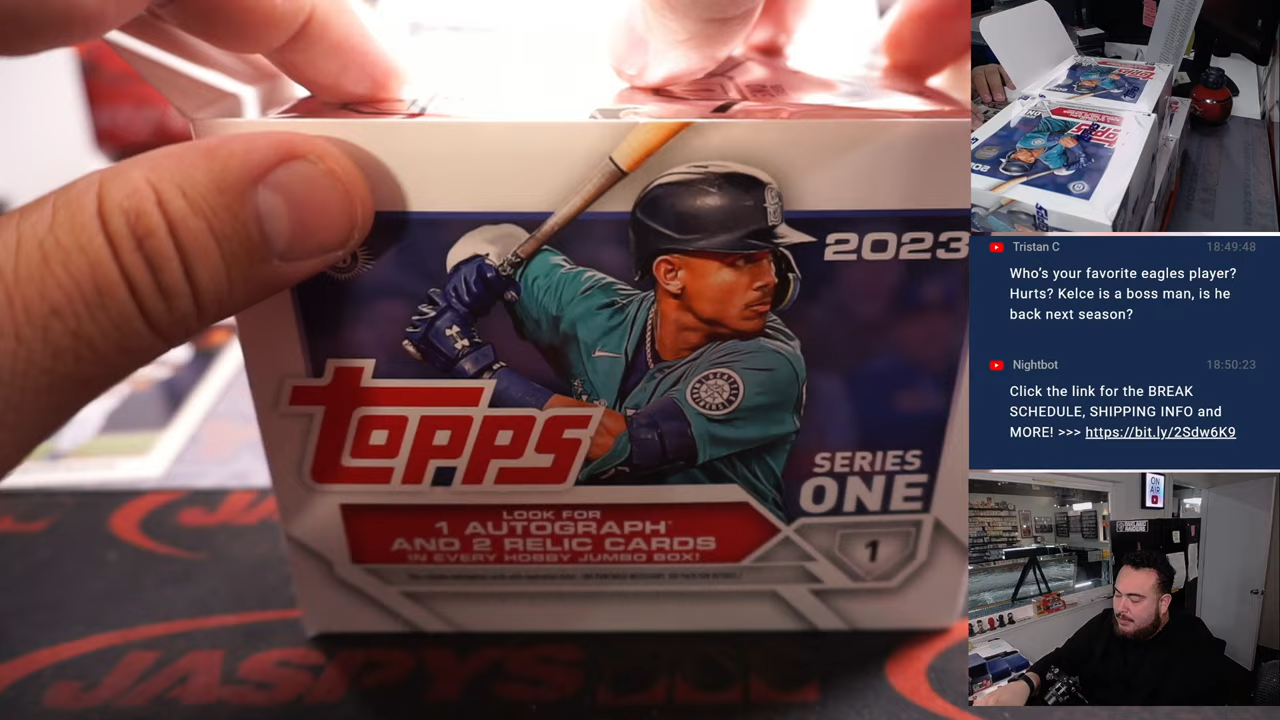 2023
TOPPS
SERIES
ONE
LOOK FOR
1 AUTOGRAPH
AND 2 RELIC CARDS
IN EVERY HOBBY JUMBO BOX!
1
JASPYS
Tristan C 18:49:48
Who's your favorite eagles player?
Hurts? Kelce is a boss man, is he
back next season?
Nightbot 18:50:23
Click the link for the BREAK
SCHEDULE, SHIPPING INFO and
MORE! >>> https://bit.ly/2Sdw6K9
ON
AIR